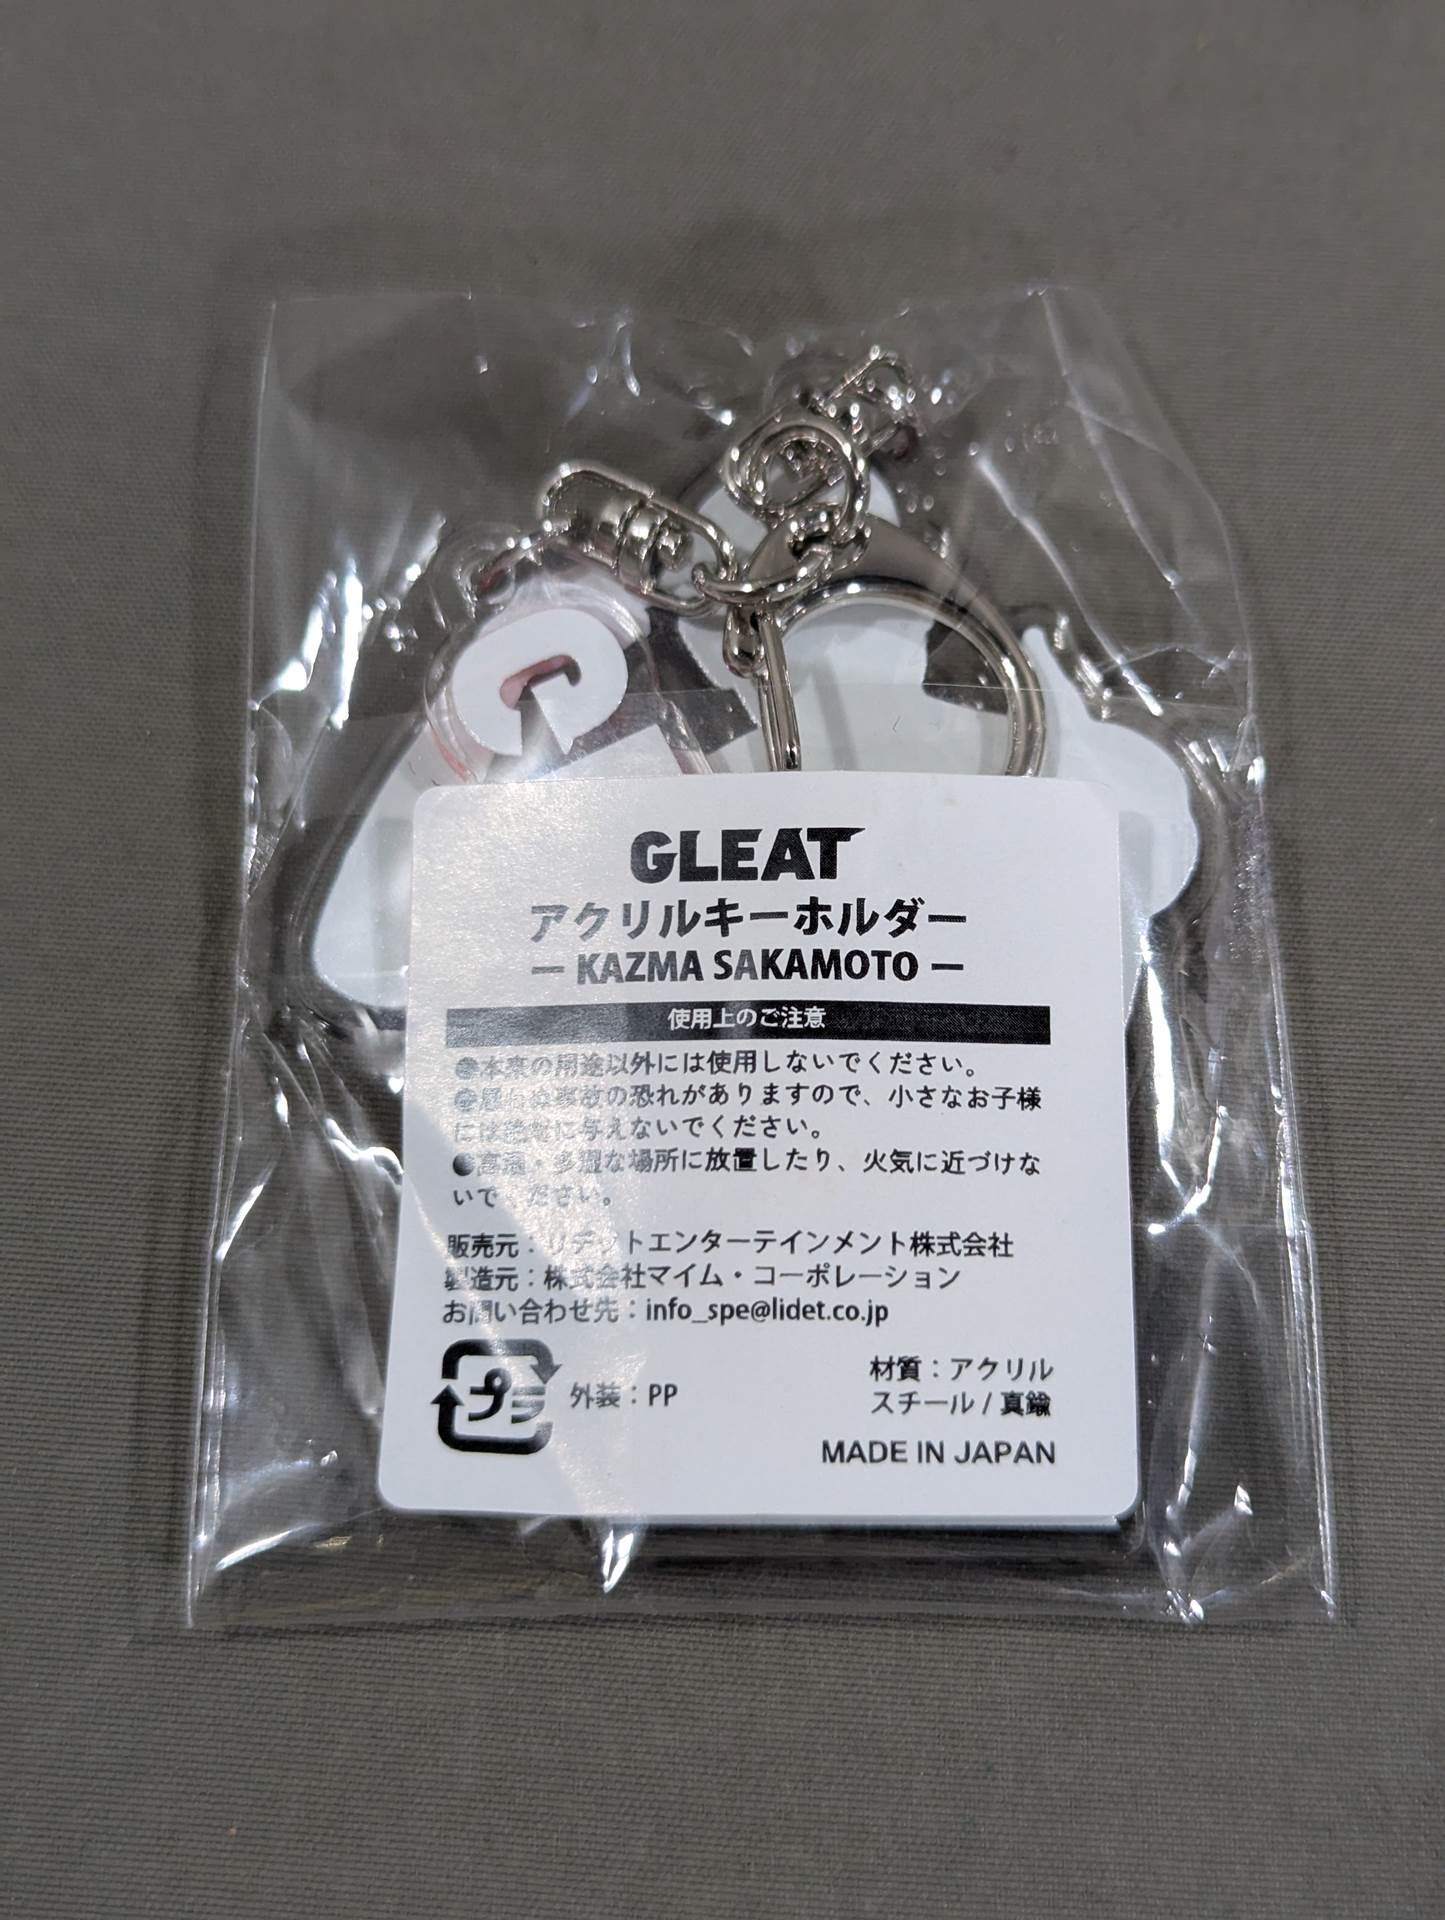 GLEAT
アクリルキーホルダー
— KAZMA SAKAMOTO —
使用上のご注意
●本来の用途以外には使用しないでください。
●思わぬ事故の恐れがありますので、小さなお子様
には絶対に与えないでください。
●高温・多湿な場所に放置したり、火気に近づけな
いでください。
販売元：リデットエンターテインメント株式会社
製造元：株式会社マイム・コーポレーション
お問い合わせ先：info_spe@lidet.co.jp
プラ 外装：PP
材質：アクリル
スチール / 真鍮
MADE IN JAPAN